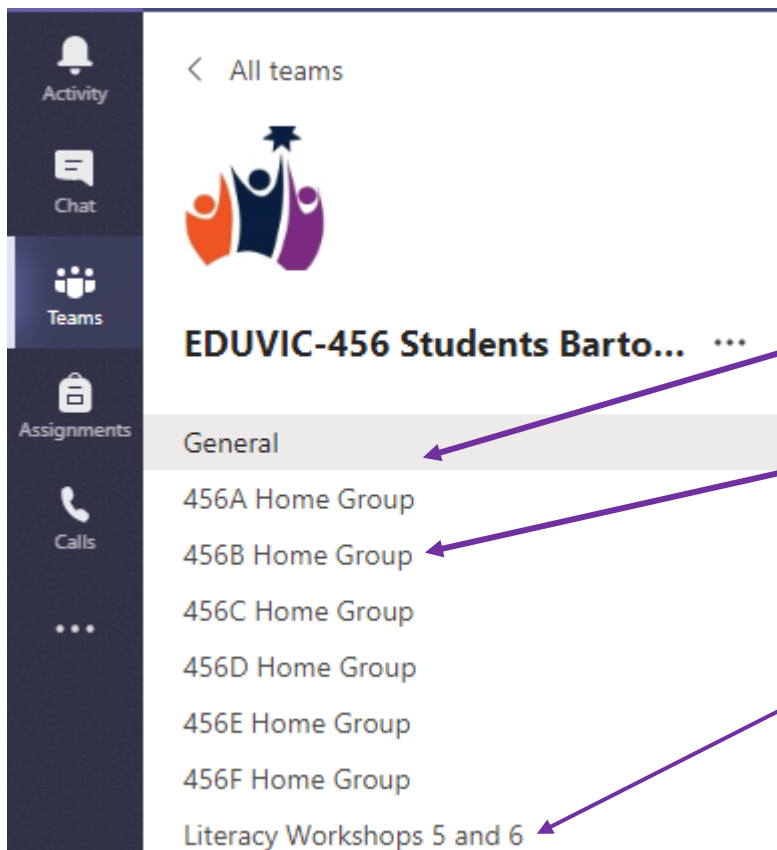 Activity
Chat
Teams
Assignments
Calls
All teams
EDUVIC-456 Students Barto...
General
456A Home Group
456B Home Group
456C Home Group
456D Home Group
456E Home Group
456F Home Group
Literacy Workshops 5 and 6